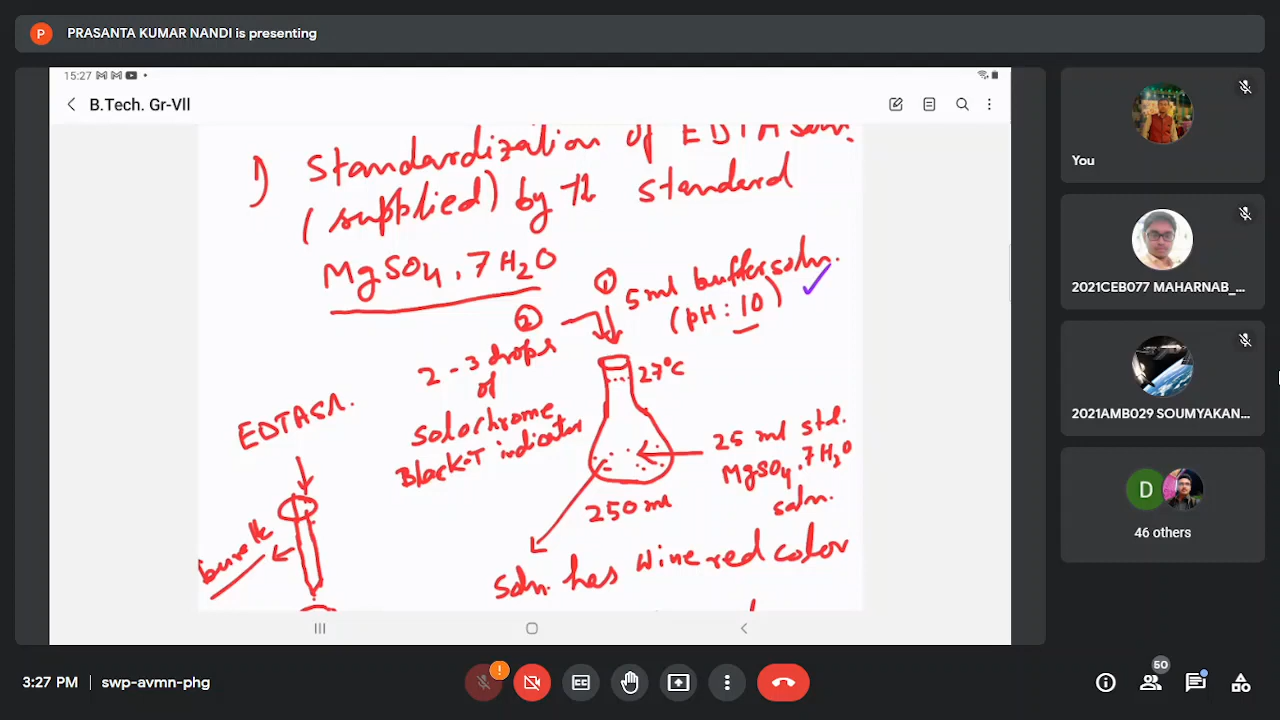 PRASANTA KUMAR NANDI is presenting
15:27
B.Tech. Gr-VII
1) Standardization of EDTA soln.
(supplied) by the standard
MgSO4 . 7H2O
① 5 ml buffer soln.
(pH : 10) ✓
②
2 - 3 drops
of
solochrome
Black-T indicator
27°C
EDTA Sn.
25 ml std.
MgSO4 . 7H2O
soln.
250 ml
burette
Soln. has wine red color
You
2021CEB077 MAHARNAB_...
2021AMB029 SOUMYAKAN...
D
46 others
3:27 PM | swp-avmn-phg
50